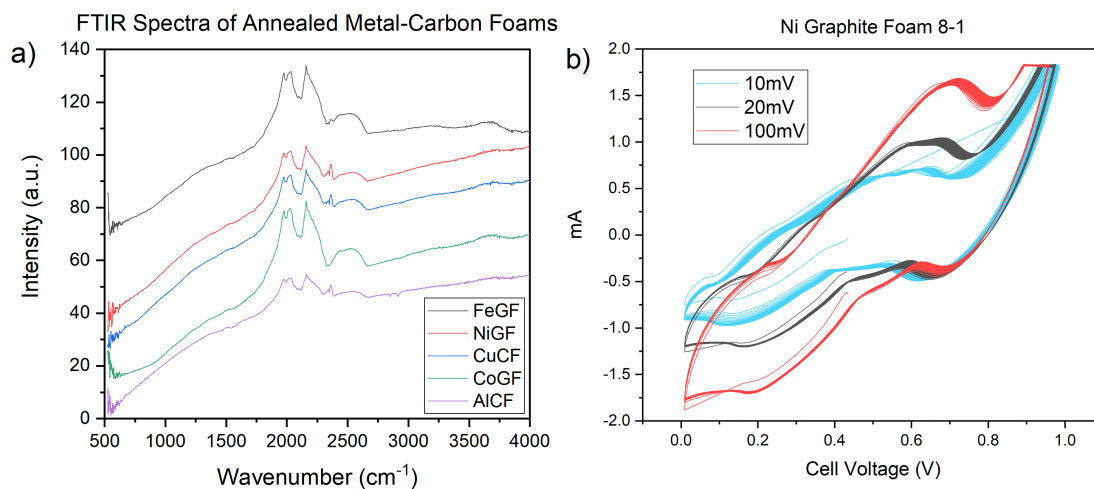 FTIR Spectra of Annealed Metal-Carbon Foams
a)
140
120
100
80
60
40
20
0
Intensity (a.u.)
500 1000 1500 2000 2500 3000 3500 4000
Wavenumber (cm⁻¹)
FeGF
NiGF
CuCF
CoGF
AlCF
Ni Graphite Foam 8-1
b)
2.0
1.5
1.0
0.5
0.0
-0.5
-1.0
-1.5
-2.0
mA
0.0 0.2 0.4 0.6 0.8 1.0
Cell Voltage (V)
10mV
20mV
100mV